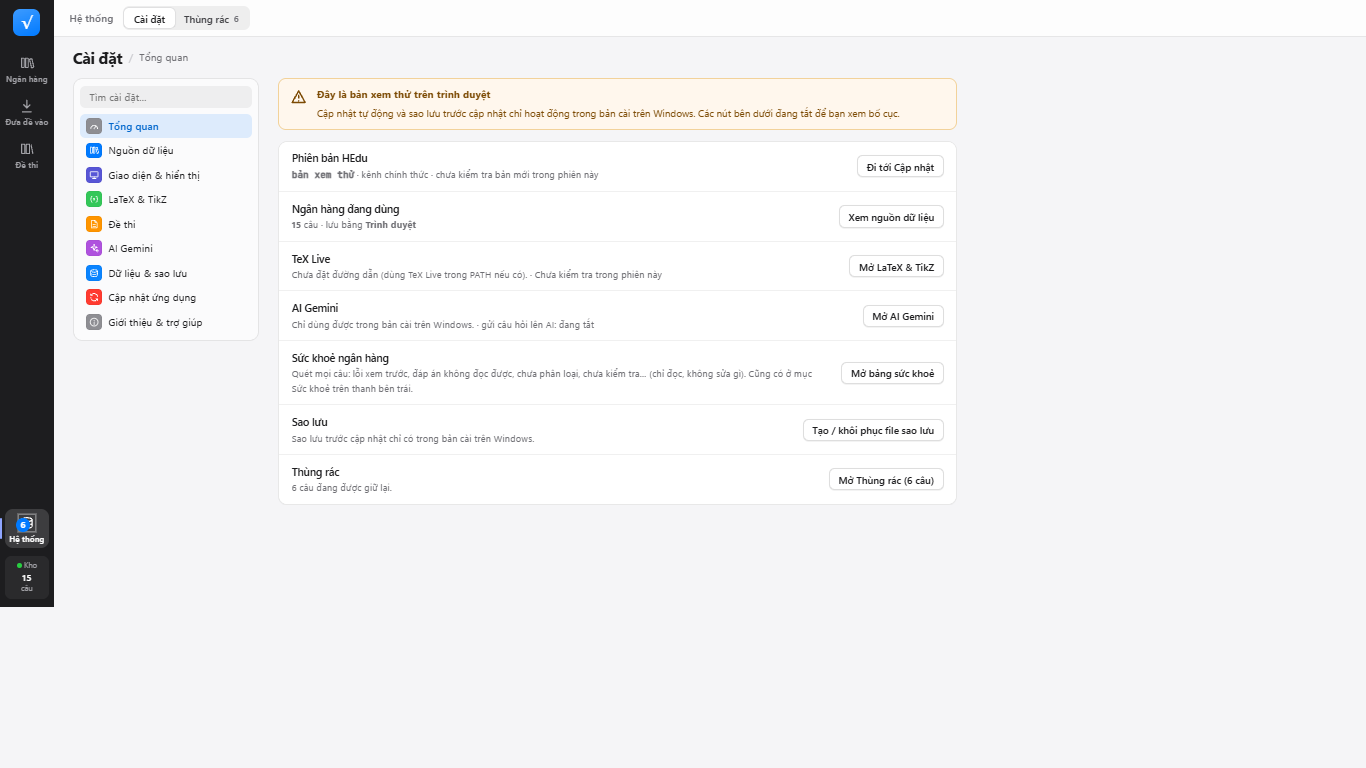 √
Ngân hàng
Đưa đề vào
Đề thi
6
Hệ thống
Kho
15
câu
Hệ thống
Cài đặt
Thùng rác 6
Cài đặt / Tổng quan
Tìm cài đặt...
Tổng quan
Nguồn dữ liệu
Giao diện & hiển thị
LaTeX & TikZ
Đề thi
AI Gemini
Dữ liệu & sao lưu
Cập nhật ứng dụng
Giới thiệu & trợ giúp
Đây là bản xem thử trên trình duyệt
Cập nhật tự động và sao lưu trước cập nhật chỉ hoạt động trong bản cài trên Windows. Các nút bên dưới đang tắt để bạn xem bố cục.
Phiên bản HEdu
bản xem thử · kênh chính thức · chưa kiểm tra bản mới trong phiên này
Đi tới Cập nhật
Ngân hàng đang dùng
15 câu · lưu bằng Trình duyệt
Xem nguồn dữ liệu
TeX Live
Chưa đặt đường dẫn (dùng TeX Live trong PATH nếu có). · Chưa kiểm tra trong phiên này
Mở LaTeX & TikZ
AI Gemini
Chỉ dùng được trong bản cài trên Windows. · gửi câu hỏi lên AI: đang tắt
Mở AI Gemini
Sức khoẻ ngân hàng
Quét mọi câu: lỗi xem trước, đáp án không đọc được, chưa phân loại, chưa kiểm tra… (chỉ đọc, không sửa gì). Cũng có ở mục
Sức khoẻ trên thanh bên trái.
Mở bảng sức khoẻ
Sao lưu
Sao lưu trước cập nhật chỉ có trong bản cài trên Windows.
Tạo / khôi phục file sao lưu
Thùng rác
6 câu đang được giữ lại.
Mở Thùng rác (6 câu)